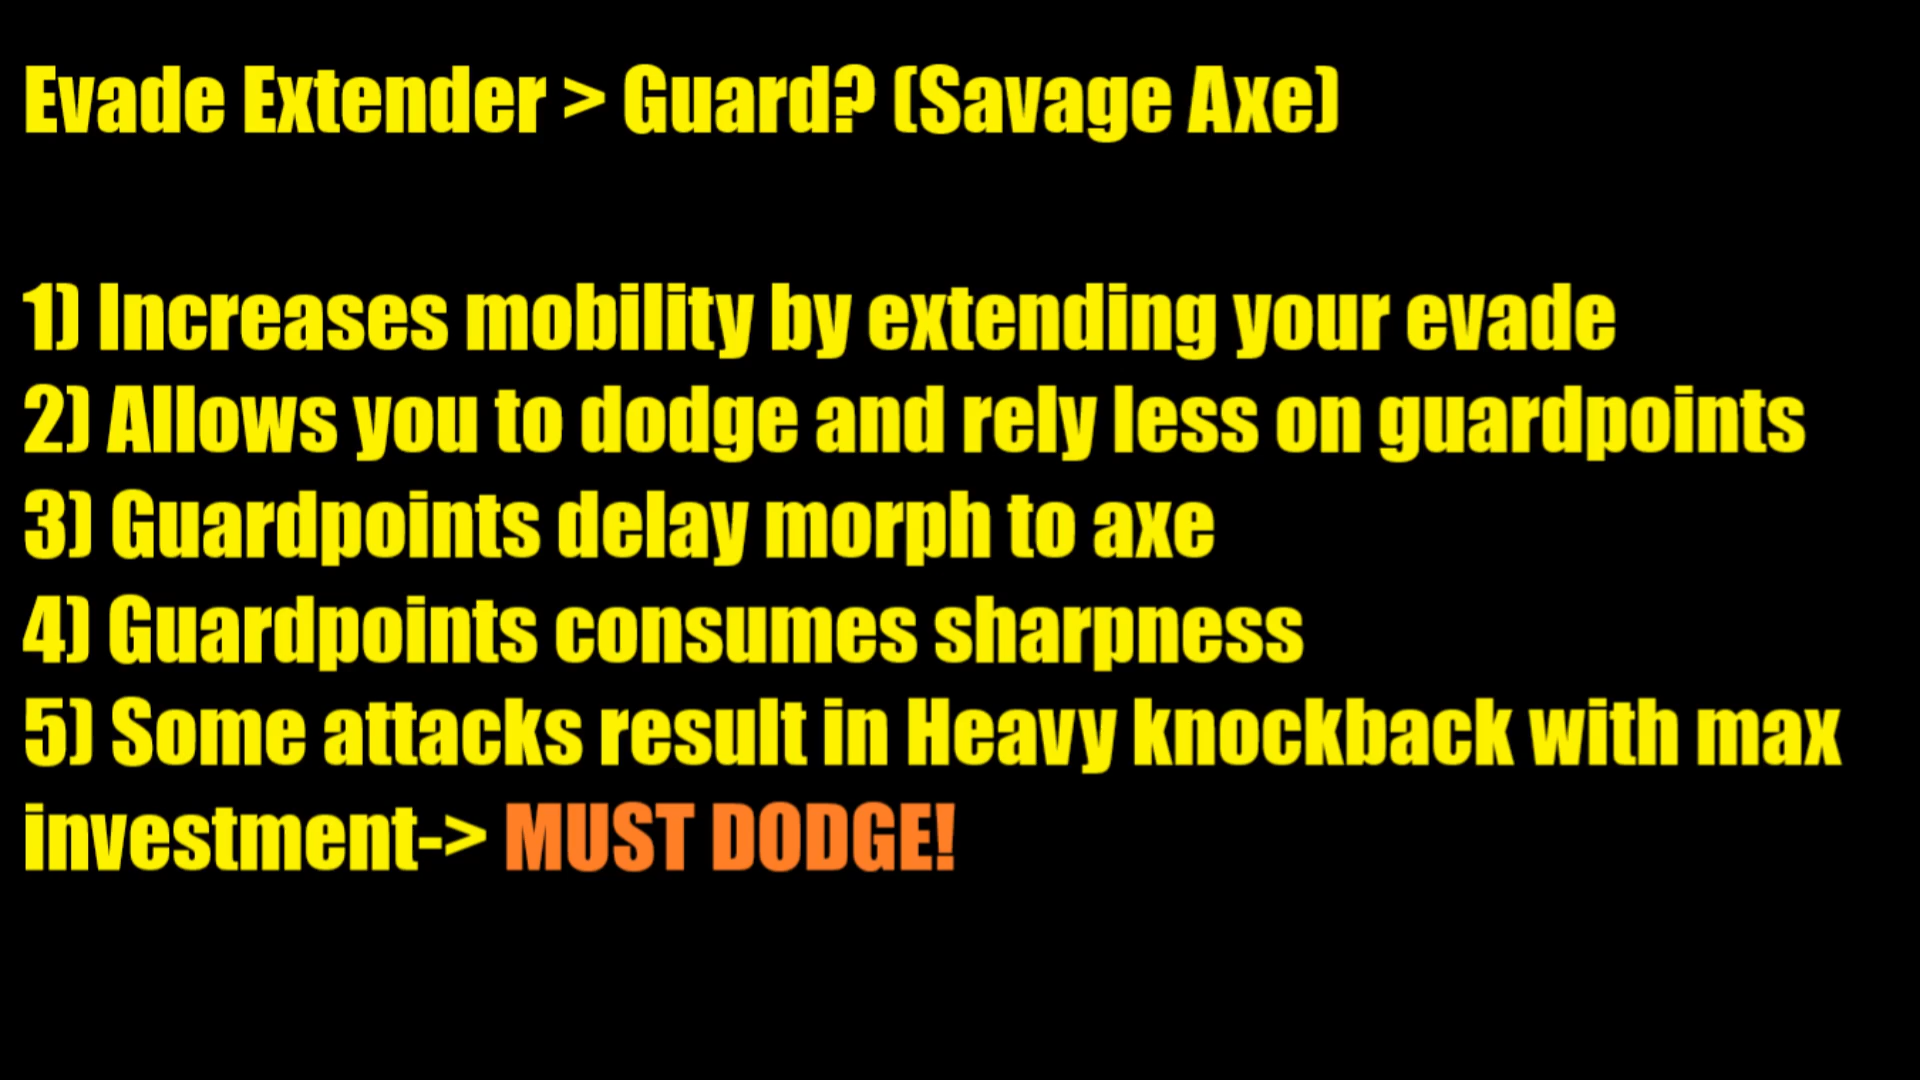 Evade Extender > Guard? (Savage Axe)
1) Increases mobility by extending your evade
2) Allows you to dodge and rely less on guardpoints
3) Guardpoints delay morph to axe
4) Guardpoints consumes sharpness
5) Some attacks result in Heavy knockback with max
investment-> MUST DODGE!